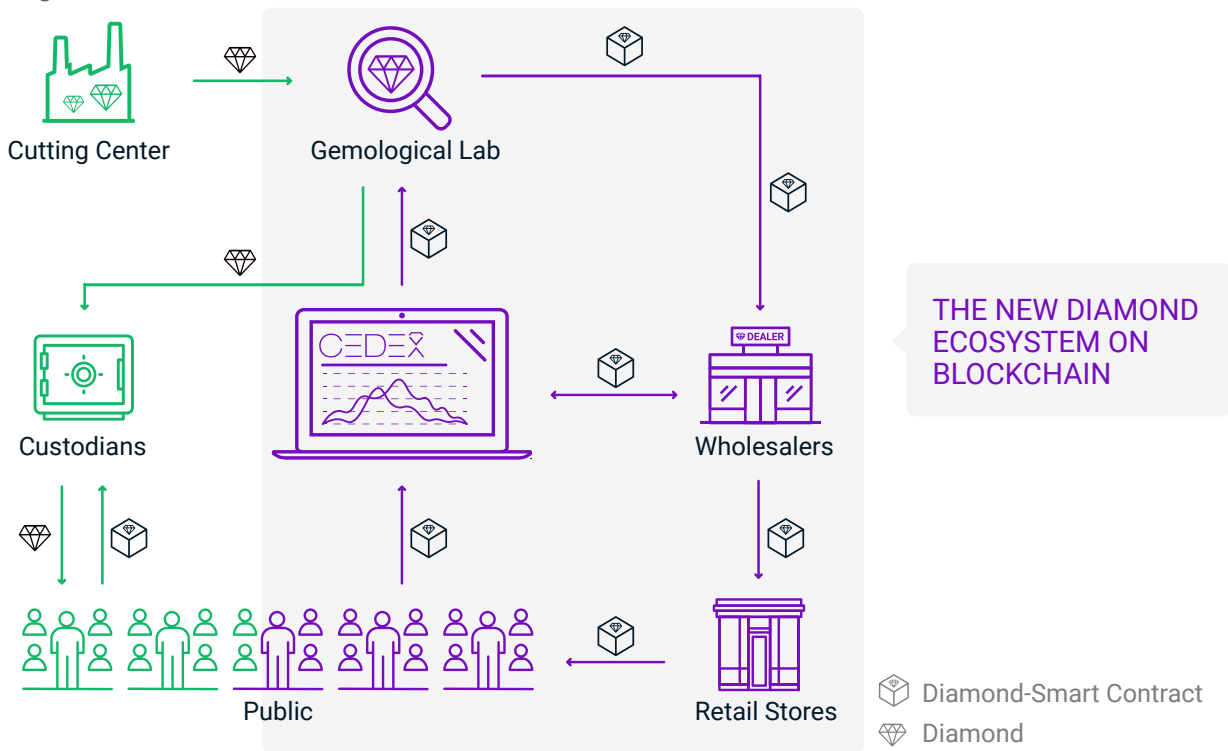 Cutting Center
Gemological Lab
CEDEX
DEALER
THE NEW DIAMOND
ECOSYSTEM ON
BLOCKCHAIN
Custodians
Wholesalers
Public
Retail Stores
Diamond-Smart Contract
Diamond